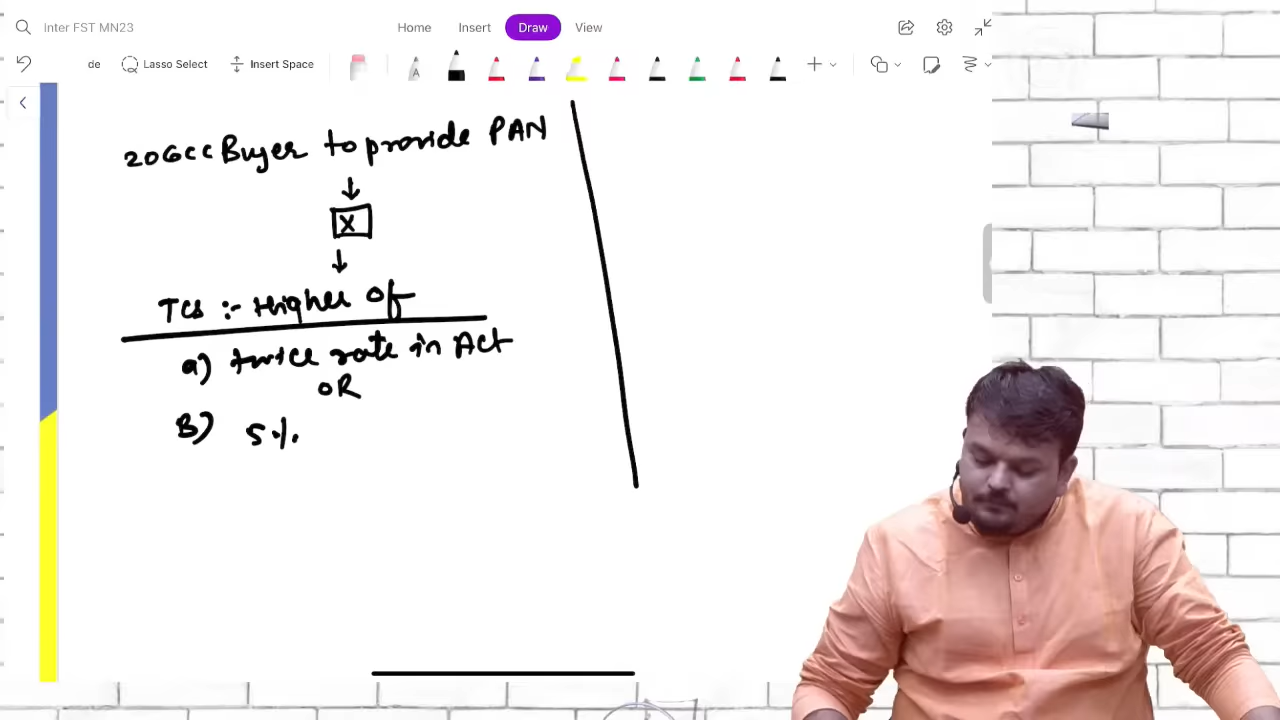 Inter FST MN23
Home Insert Draw View
de Lasso Select Insert Space
206CC Buyer to provide PAN
X
TCS :- Higher Of
a) twice rate in Act
OR
B) 5%